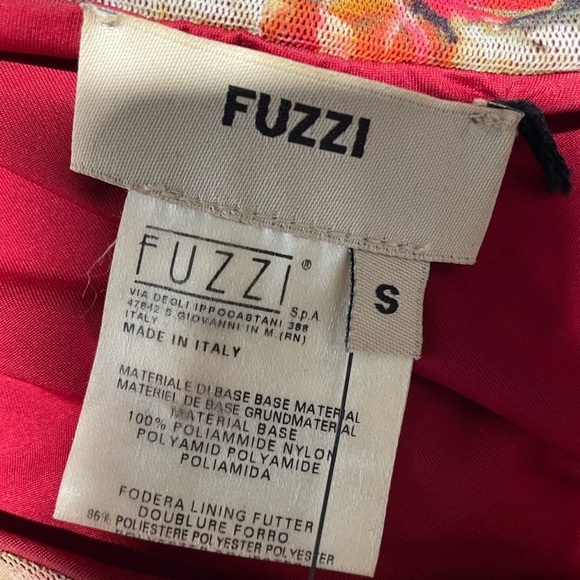 FUZZI
FUZZI®
S.p.A
VIA DEGLI IPPOCASTANI 388
47842 S.GIOVANNI IN M.(RN)
ITALY
MADE IN ITALY
S
MATERIALE DI BASE BASE MATERIAL
MATERIEL DE BASE GRUNDMATERIAL
MATERIAL BASE
100% POLIAMMIDE NYLON
POLYAMID POLYAMIDE
POLIAMIDA
FODERA LINING FUTTER
DOUBLURE FORRO
86% POLIESTERE POLYESTER POLYESTER